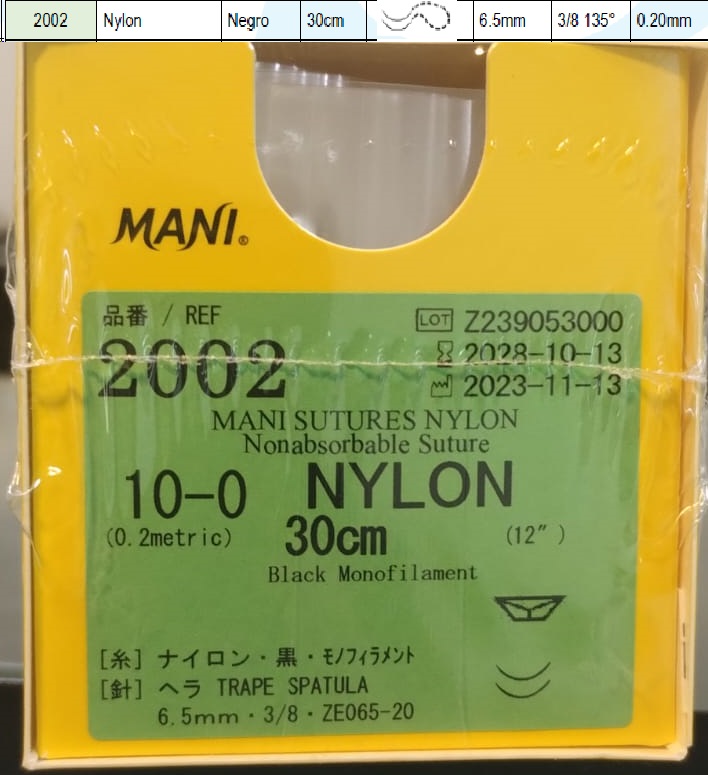 2002 Nylon Negro 30cm 6.5mm 3/8 135° 0.20mm
MANI®
品番 / REF
LOT Z239053000
2002
2028-10-13
2023-11-13
MANI SUTURES NYLON
Nonabsorbable Suture
10-0 NYLON
(0.2metric) 30cm (12″ )
Black Monofilament
[糸] ナイロン・黒・モノフィラメント
[針] ヘラ TRAPE SPATULA
6.5mm・3/8・ZE065-20